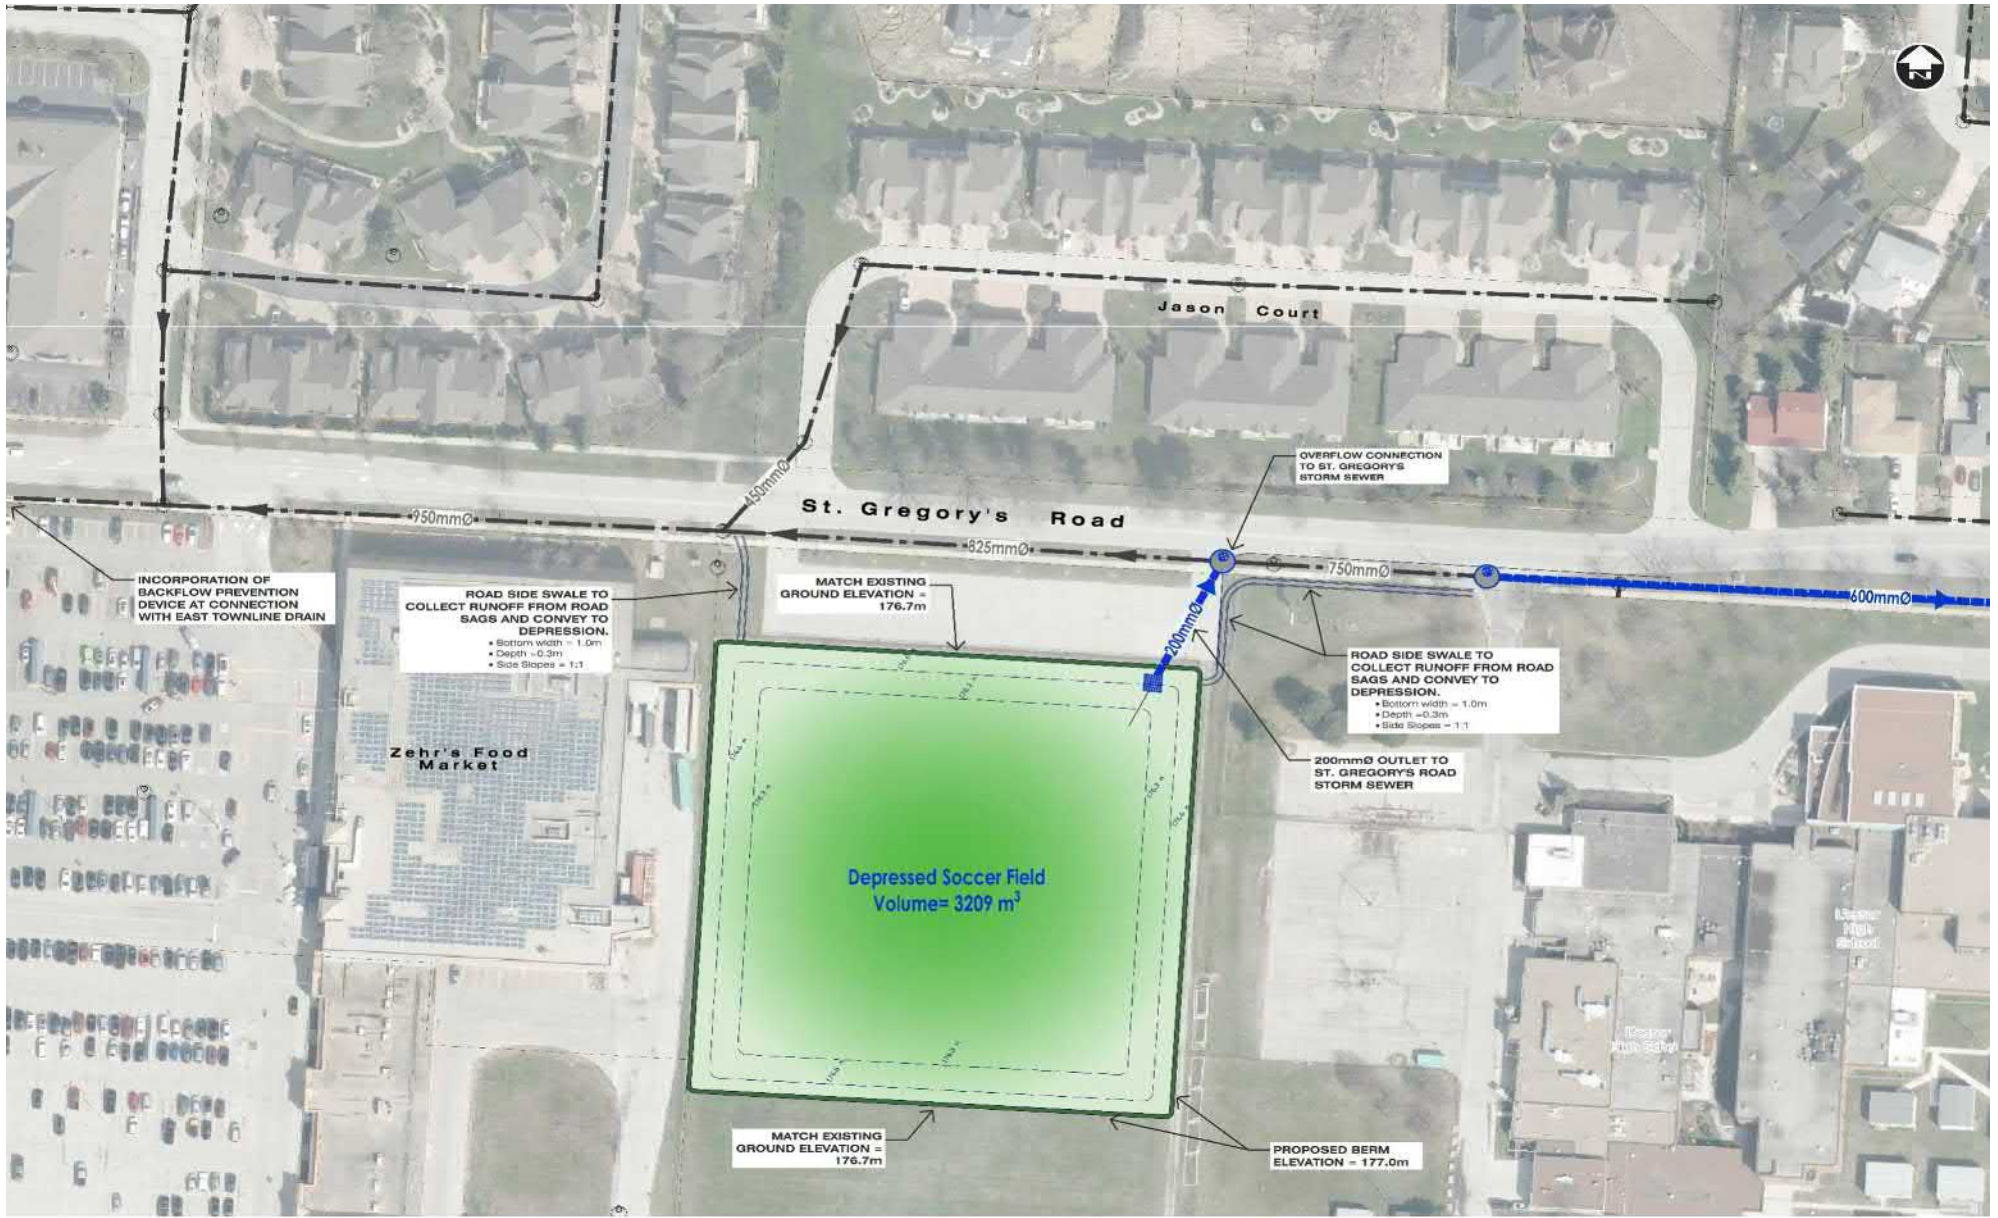 N
Jason Court
OVERFLOW CONNECTION
TO ST. GREGORY'S
STORM SEWER
450mmØ
St. Gregory's Road
950mmØ
825mmØ
750mmØ
600mmØ
INCORPORATION OF
BACKFLOW PREVENTION
DEVICE AT CONNECTION
WITH EAST TOWNLINE DRAIN
ROAD SIDE SWALE TO
COLLECT RUNOFF FROM ROAD
SAGS AND CONVEY TO
DEPRESSION.
• Bottom width = 1.0m
• Depth =0.3m
• Side Slopes = 1:1
MATCH EXISTING
GROUND ELEVATION =
176.7m
200mmØ
ROAD SIDE SWALE TO
COLLECT RUNOFF FROM ROAD
SAGS AND CONVEY TO
DEPRESSION.
• Bottom width = 1.0m
• Depth =0.3m
• Side Slopes = 1:1
Zehr's Food
Market
200mmØ OUTLET TO
ST. GREGORY'S ROAD
STORM SEWER
Depressed Soccer Field
Volume= 3209 m³
High
School
MATCH EXISTING
GROUND ELEVATION =
176.7m
PROPOSED BERM
ELEVATION = 177.0m